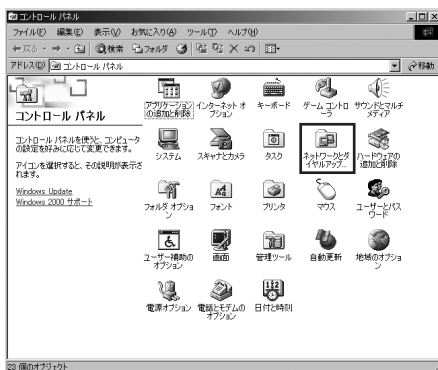 コントロール パネル
ファイル(F) 編集(E) 表示(V) お気に入り(A) ツール(T) ヘルプ(H)
戻る 検索 フォルダ
アドレス(D) コントロール パネル 移動
コントロール パネル
コントロール パネルを使うと、コンピュータ
の設定を好みに応じて変更できます。
アイコンを選択すると、その説明が表示さ
れます。
Windows Update
Windows 2000 サポート
アプリケーション
の追加と削除
インターネット オ
プション
キーボード
ゲーム コントロ
ーラ
サウンドとマルチ
メディア
システム
スキャナとカメラ
タスク
ネットワークとダ
イヤルアップ...
ハードウェアの
追加と削除
フォルダ オプショ
ン
フォント
プリンタ
マウス
ユーザーとパス
ワード
ユーザー補助の
オプション
画面
管理ツール
自動更新
地域のオプショ
ン
電源オプション
電話とモデムの
オプション
日付と時刻
23 個のオブジェクト